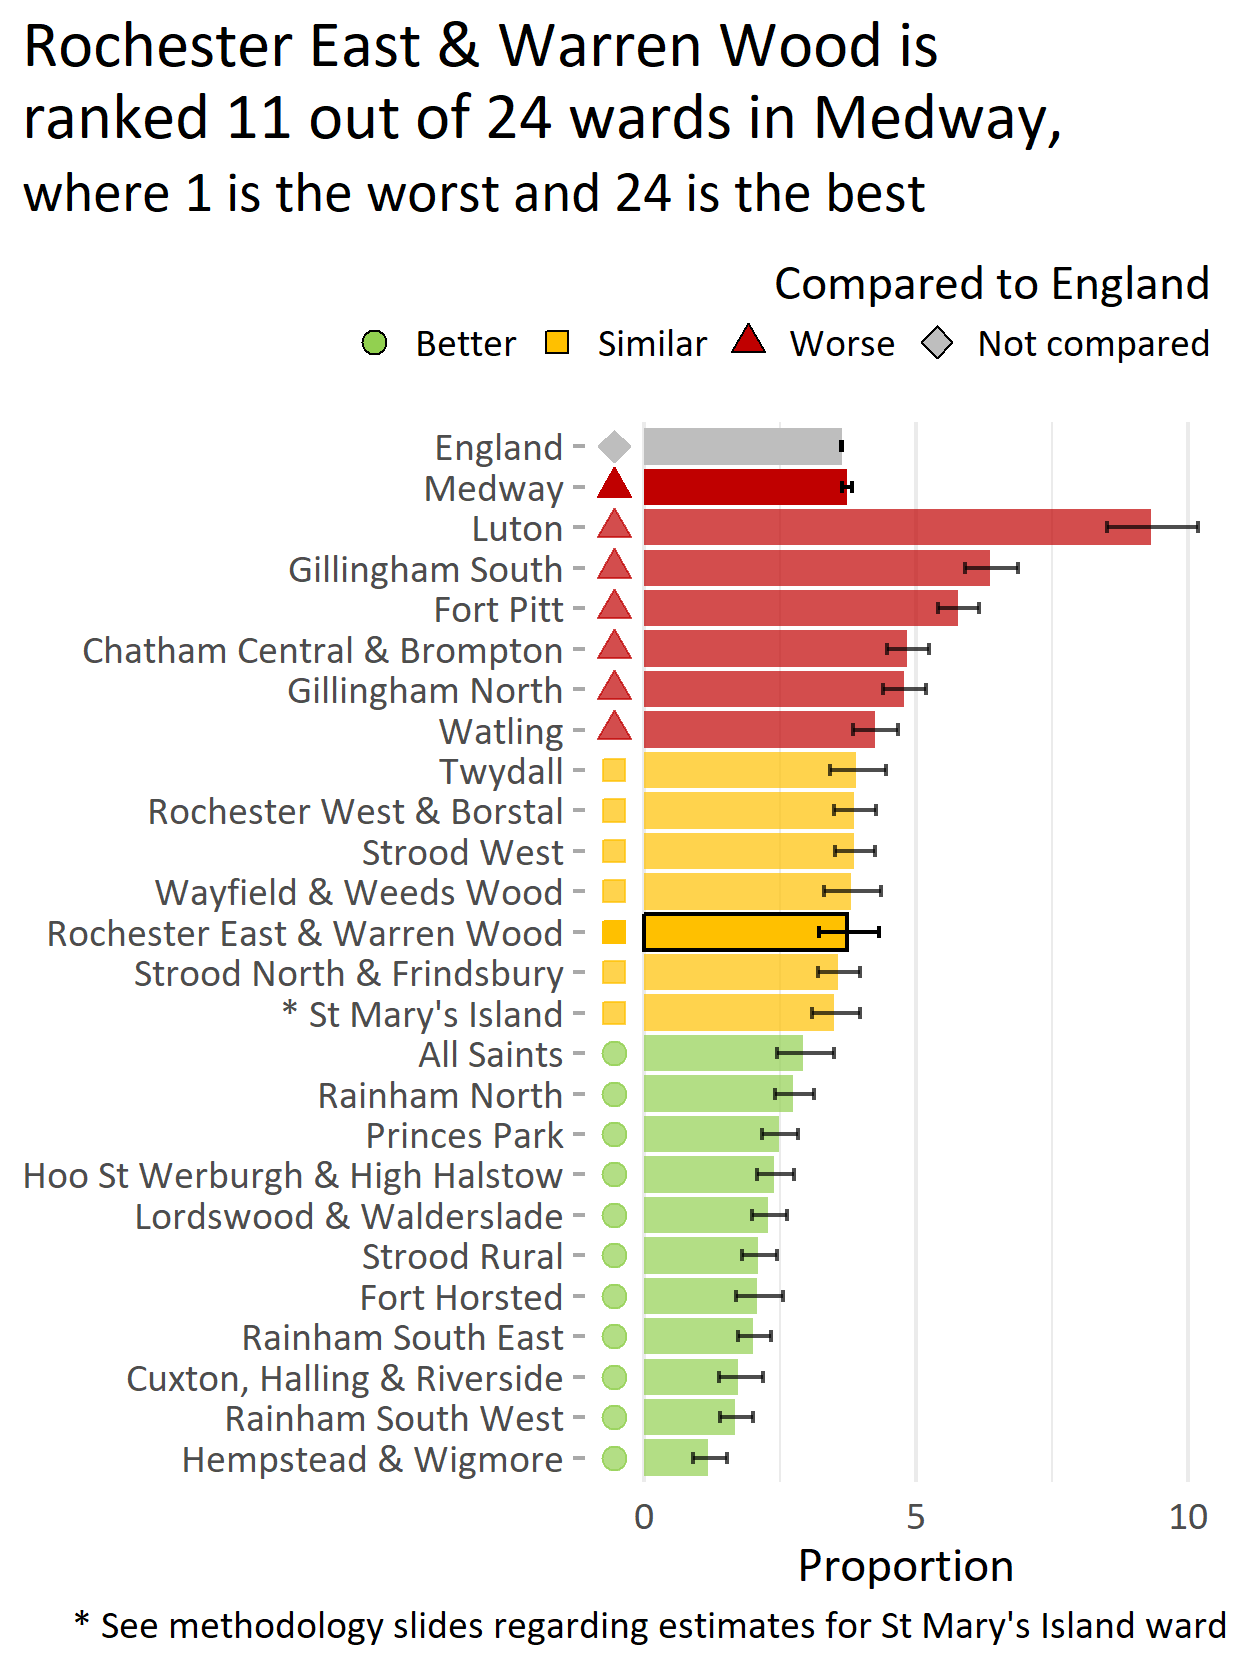 Rochester East & Warren Wood is
ranked 11 out of 24 wards in Medway,
where 1 is the worst and 24 is the best
Compared to England
Better Similar Worse Not compared
England
Medway
Luton
Gillingham South
Fort Pitt
Chatham Central & Brompton
Gillingham North
Watling
Twydall
Rochester West & Borstal
Strood West
Wayfield & Weeds Wood
Rochester East & Warren Wood
Strood North & Frindsbury
* St Mary's Island
All Saints
Rainham North
Princes Park
Hoo St Werburgh & High Halstow
Lordswood & Walderslade
Strood Rural
Fort Horsted
Rainham South East
Cuxton, Halling & Riverside
Rainham South West
Hempstead & Wigmore
0 5 10
Proportion
* See methodology slides regarding estimates for St Mary's Island ward